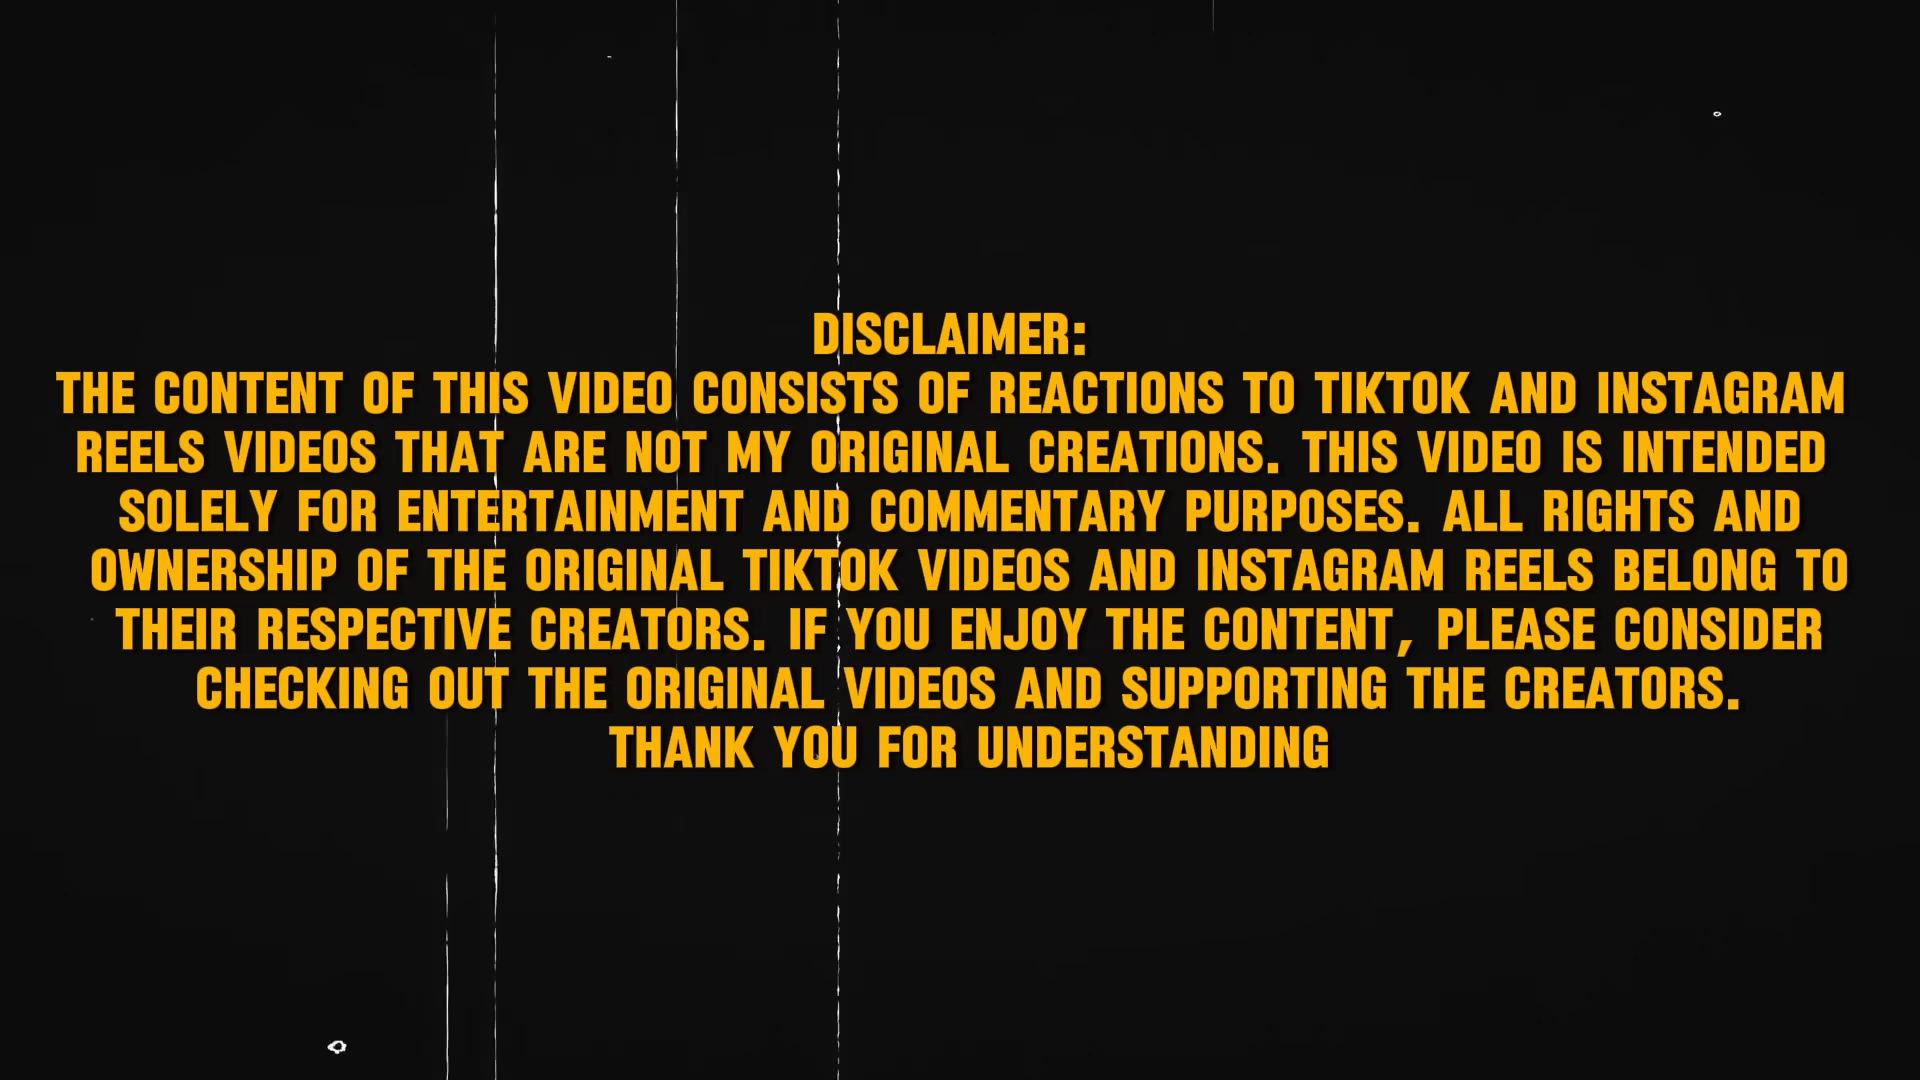 DISCLAIMER:
THE CONTENT OF THIS VIDEO CONSISTS OF REACTIONS TO TIKTOK AND INSTAGRAM
REELS VIDEOS THAT ARE NOT MY ORIGINAL CREATIONS. THIS VIDEO IS INTENDED
SOLELY FOR ENTERTAINMENT AND COMMENTARY PURPOSES. ALL RIGHTS AND
OWNERSHIP OF THE ORIGINAL TIKTOK VIDEOS AND INSTAGRAM REELS BELONG TO
THEIR RESPECTIVE CREATORS. IF YOU ENJOY THE CONTENT, PLEASE CONSIDER
CHECKING OUT THE ORIGINAL VIDEOS AND SUPPORTING THE CREATORS.
THANK YOU FOR UNDERSTANDING